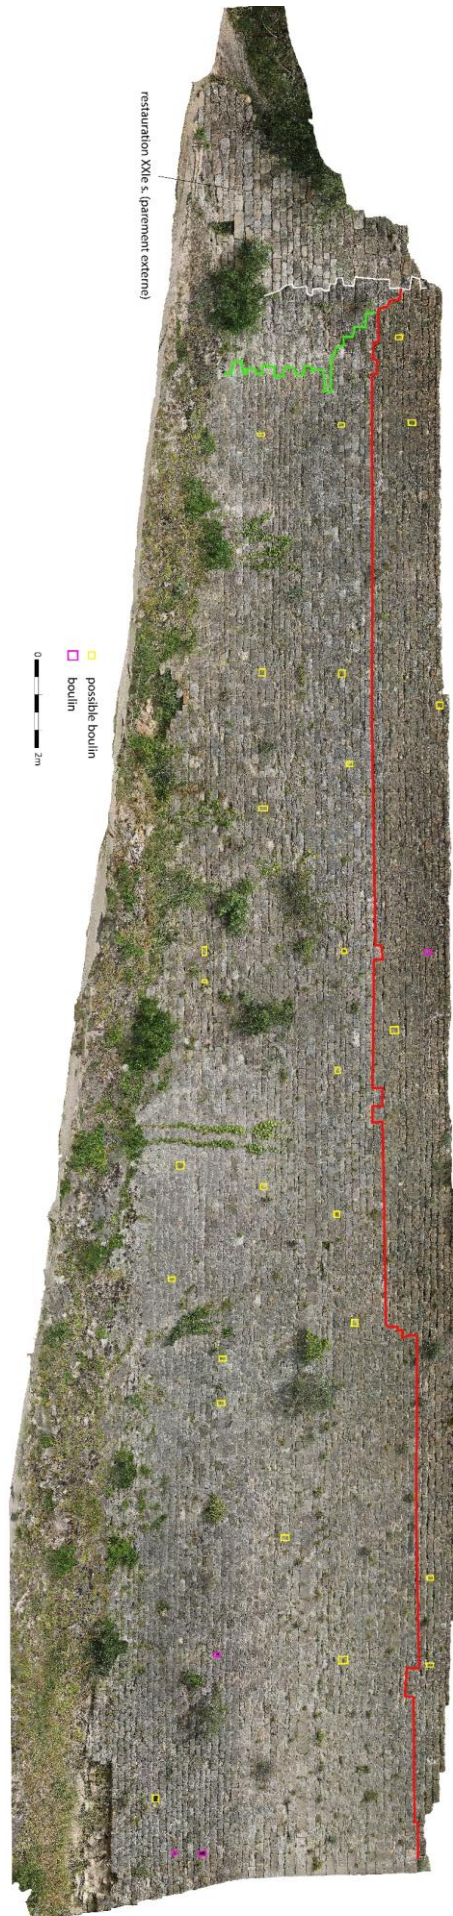 restauration XXIe s. (parement externe)
possible boulin
boulin
0 2m